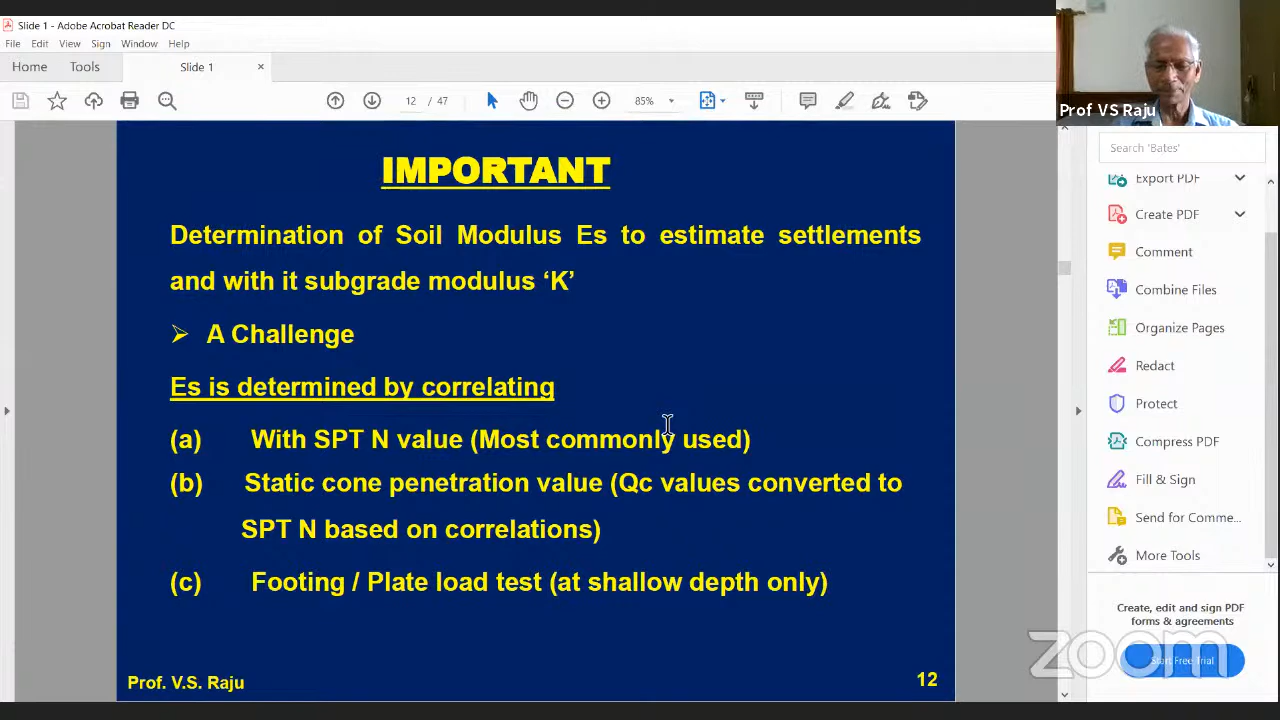 Slide 1 - Adobe Acrobat Reader DC
File Edit View Sign Window Help
Home Tools Slide 1 ×
12 / 47 85%
Prof VS Raju
Search 'Bates'
Export PDF
Create PDF
Comment
Combine Files
Organize Pages
Redact
Protect
Compress PDF
Fill & Sign
Send for Comme...
More Tools
Create, edit and sign PDF
forms & agreements
Start Free Trial
zoom
IMPORTANT
Determination of Soil Modulus Es to estimate settlements
and with it subgrade modulus ‘K’
➢ A Challenge
Es is determined by correlating
(a) With SPT N value (Most commonly used)
(b) Static cone penetration value (Qc values converted to
SPT N based on correlations)
(c) Footing / Plate load test (at shallow depth only)
Prof. V.S. Raju 12